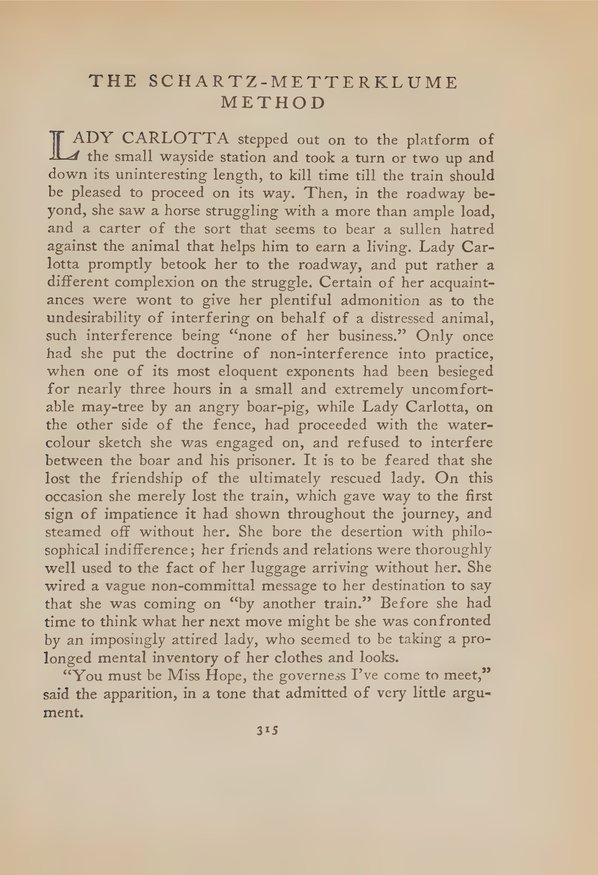 THE SCHARTZ-METTERKLUME
METHOD
LADY CARLOTTA stepped out on to the platform of
the small wayside station and took a turn or two up and
down its uninteresting length, to kill time till the train should
be pleased to proceed on its way. Then, in the roadway be-
yond, she saw a horse struggling with a more than ample load,
and a carter of the sort that seems to bear a sullen hatred
against the animal that helps him to earn a living. Lady Car-
lotta promptly betook her to the roadway, and put rather a
different complexion on the struggle. Certain of her acquaint-
ances were wont to give her plentiful admonition as to the
undesirability of interfering on behalf of a distressed animal,
such interference being “none of her business.” Only once
had she put the doctrine of non-interference into practice,
when one of its most eloquent exponents had been besieged
for nearly three hours in a small and extremely uncomfort-
able may-tree by an angry boar-pig, while Lady Carlotta, on
the other side of the fence, had proceeded with the water-
colour sketch she was engaged on, and refused to interfere
between the boar and his prisoner. It is to be feared that she
lost the friendship of the ultimately rescued lady. On this
occasion she merely lost the train, which gave way to the first
sign of impatience it had shown throughout the journey, and
steamed off without her. She bore the desertion with philo-
sophical indifference; her friends and relations were thoroughly
well used to the fact of her luggage arriving without her. She
wired a vague non-committal message to her destination to say
that she was coming on “by another train.” Before she had
time to think what her next move might be she was confronted
by an imposingly attired lady, who seemed to be taking a pro-
longed mental inventory of her clothes and looks.
“You must be Miss Hope, the governess I’ve come to meet,”
said the apparition, in a tone that admitted of very little argu-
ment.
315